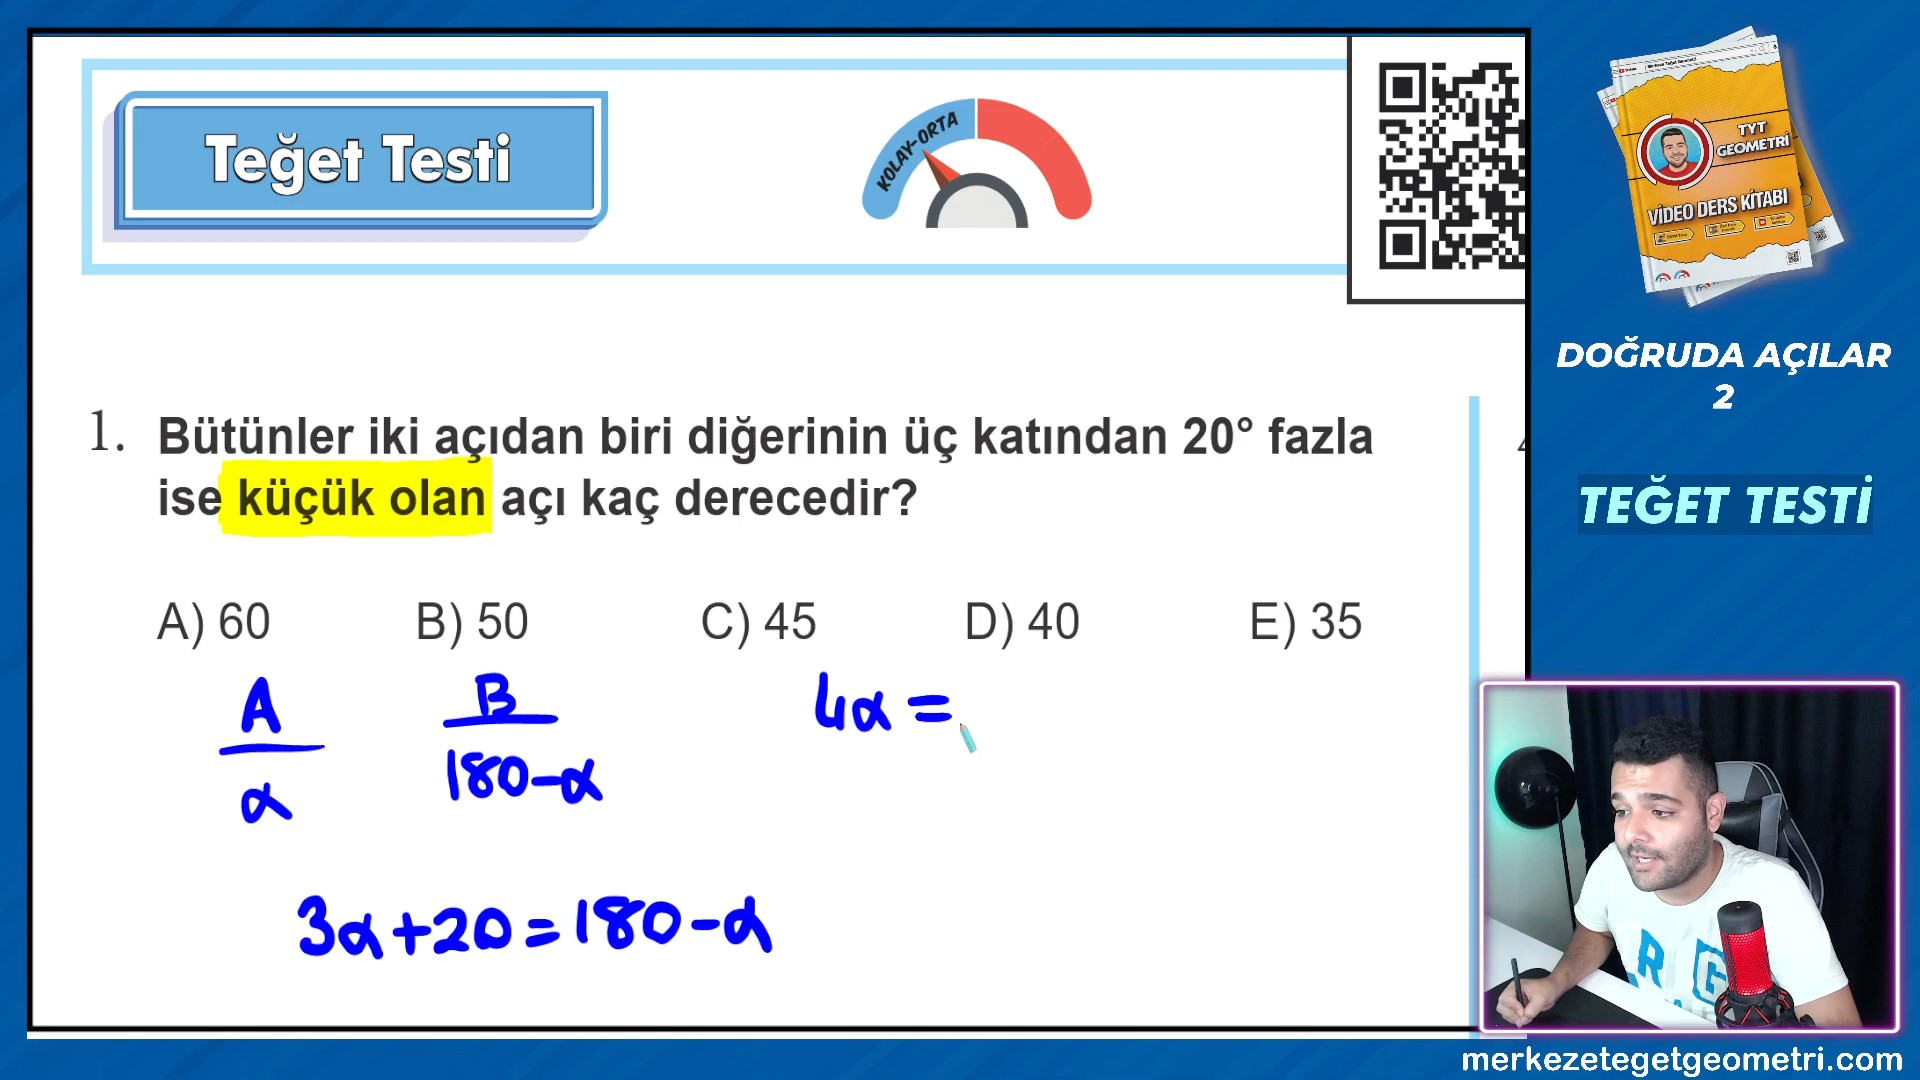 Teğet Testi
KOLAY-ORTA
1. Bütünler iki açıdan biri diğerinin üç katından 20° fazla
ise küçük olan açı kaç derecedir?
A) 60 B) 50 C) 45 D) 40 E) 35
A B
α 180-α
4α =
3α+20=180-α
TYT
GEOMETRİ
VİDEO DERS KİTABI
DOĞRUDA AÇILAR
2
TEĞET TESTİ
merkezetegetgeometri.com